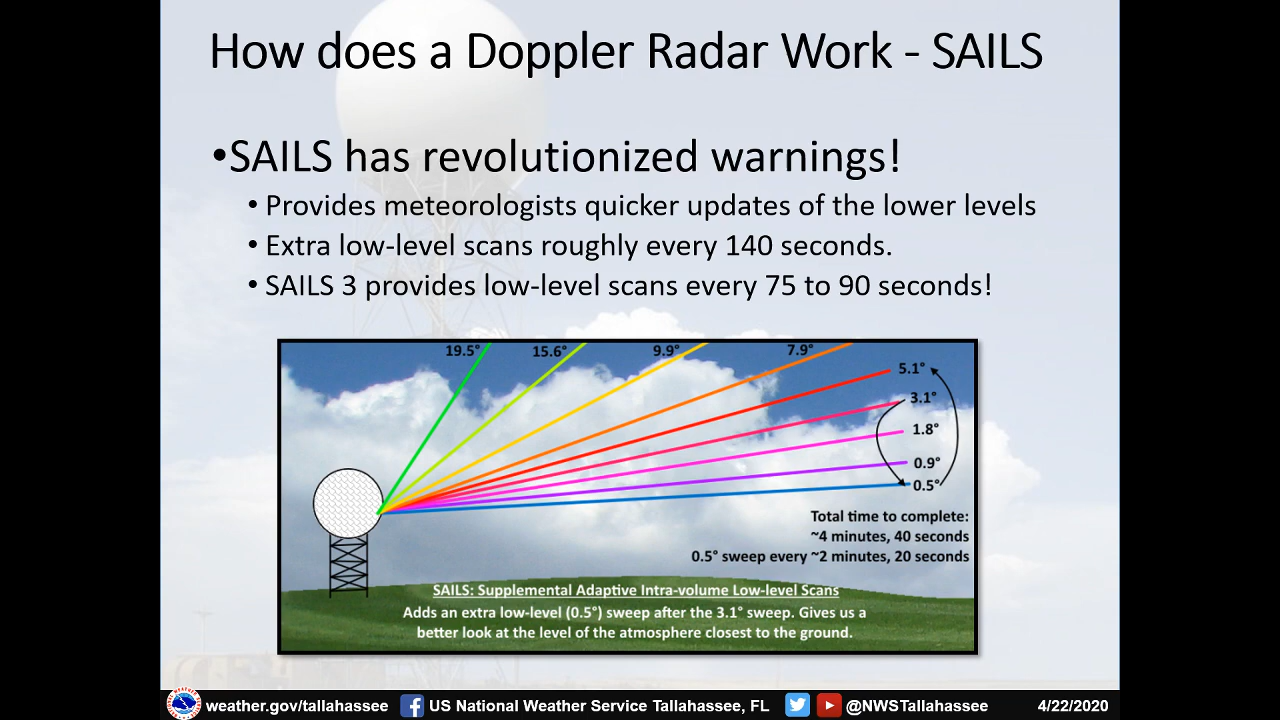 How does a Doppler Radar Work - SAILS
•SAILS has revolutionized warnings!
• Provides meteorologists quicker updates of the lower levels
• Extra low-level scans roughly every 140 seconds.
• SAILS 3 provides low-level scans every 75 to 90 seconds!
19.5° 15.6° 9.9° 7.9°
5.1°
3.1°
1.8°
0.9°
0.5°
Total time to complete:
~4 minutes, 40 seconds
0.5° sweep every ~2 minutes, 20 seconds
SAILS: Supplemental Adaptive Intra-volume Low-level Scans
Adds an extra low-level (0.5°) sweep after the 3.1° sweep. Gives us a
better look at the level of the atmosphere closest to the ground.
weather.gov/tallahassee US National Weather Service Tallahassee, FL @NWSTallahassee 4/22/2020